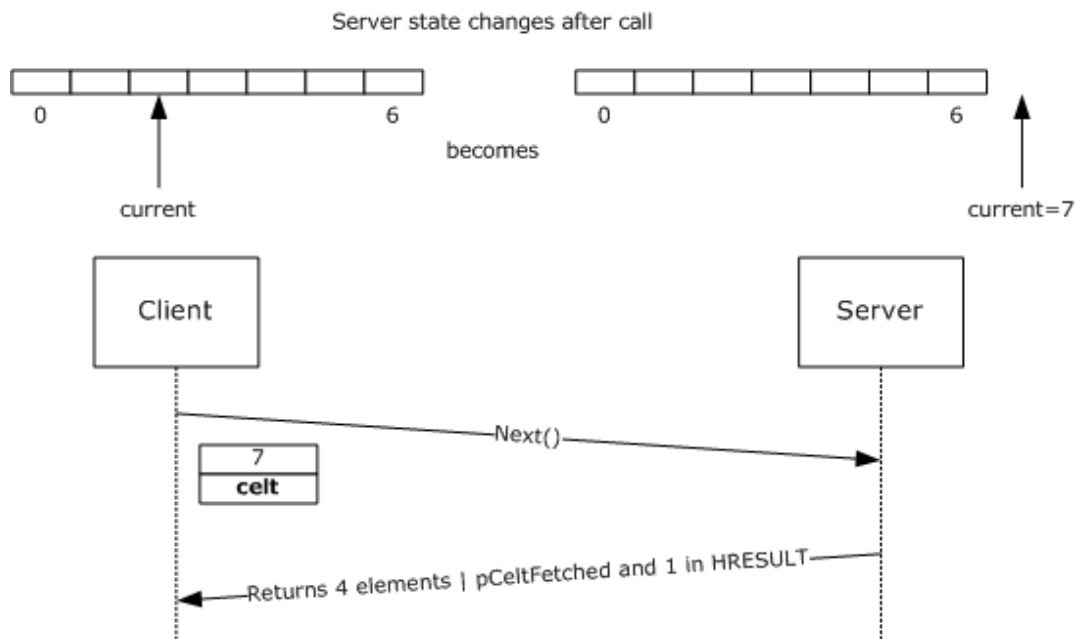 Server state changes after call
0 6 0 6
becomes
current current=7
Client Server
Next()
7
celt
Returns 4 elements | pCeltFetched and 1 in HRESULT